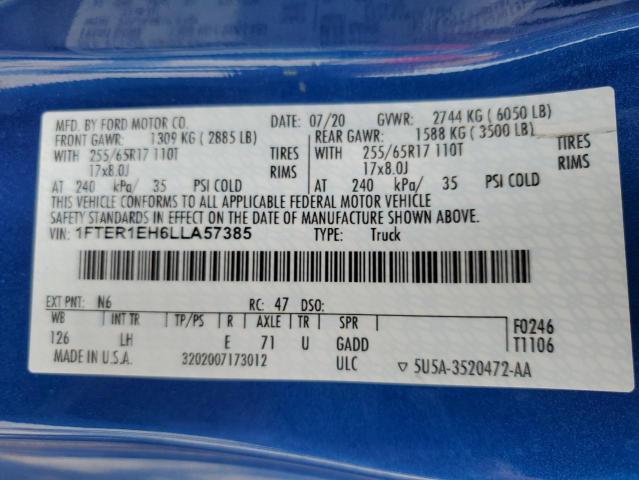 MFD. BY FORD MOTOR CO. DATE: 07/20 GVWR: 2744 KG ( 6050 LB)
FRONT GAWR: 1309 KG ( 2885 LB) REAR GAWR: 1588 KG ( 3500 LB)
WITH 255/65R17 110T TIRES WITH 255/65R17 110T TIRES
17x8.0J RIMS 17x8.0J RIMS
AT 240 kPa/ 35 PSI COLD AT 240 kPa/ 35 PSI COLD
THIS VEHICLE CONFORMS TO ALL APPLICABLE FEDERAL MOTOR VEHICLE
SAFETY STANDARDS IN EFFECT ON THE DATE OF MANUFACTURE SHOWN ABOVE.
VIN: 1FTER1EH6LLA57385 TYPE: Truck
EXT PNT: N6 RC: 47 DSO:
WB INT TR TP/PS R AXLE TR SPR F0246
126 LH E 71 U GADD T1106
MADE IN U.S.A. 3202007173012 ULC ▽ 5U5A-3520472-AA